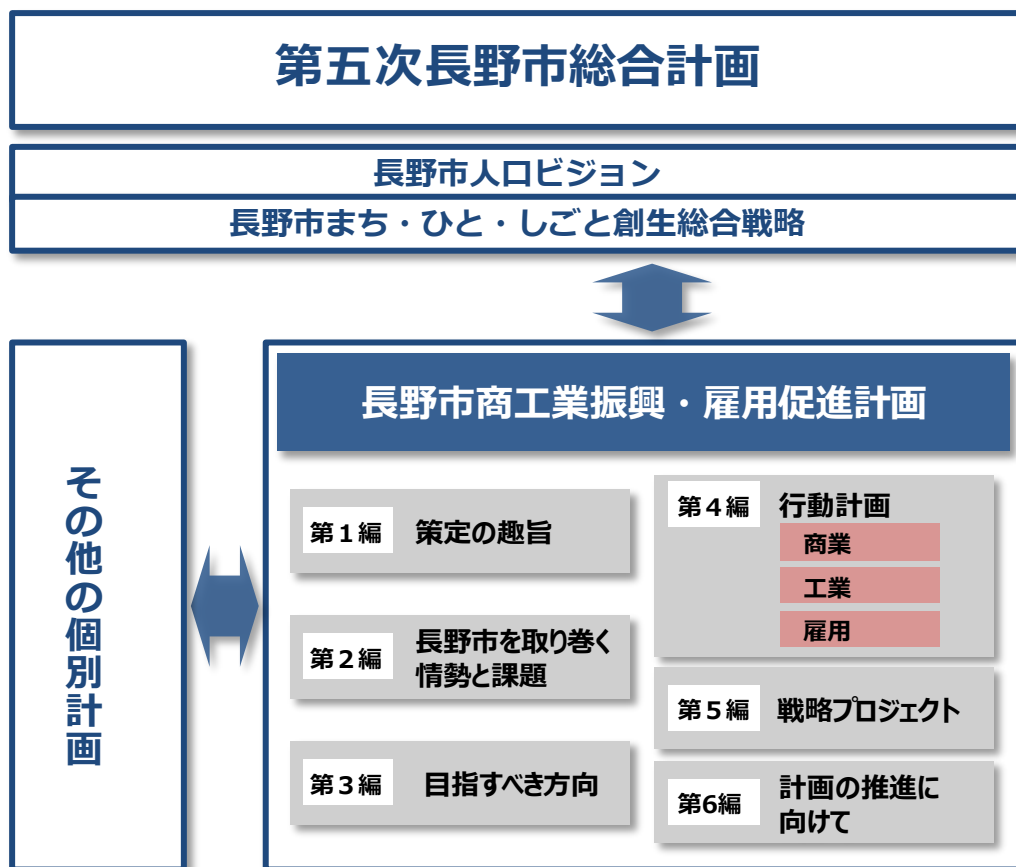 第五次長野市総合計画
長野市人口ビジョン
長野市まち・ひと・しごと創生総合戦略
その他の個別計画
長野市商工業振興・雇用促進計画
第１編 策定の趣旨
第２編 長野市を取り巻く
情勢と課題
第３編 目指すべき方向
第４編 行動計画
商業
工業
雇用
第５編 戦略プロジェクト
第6編 計画の推進に
向けて